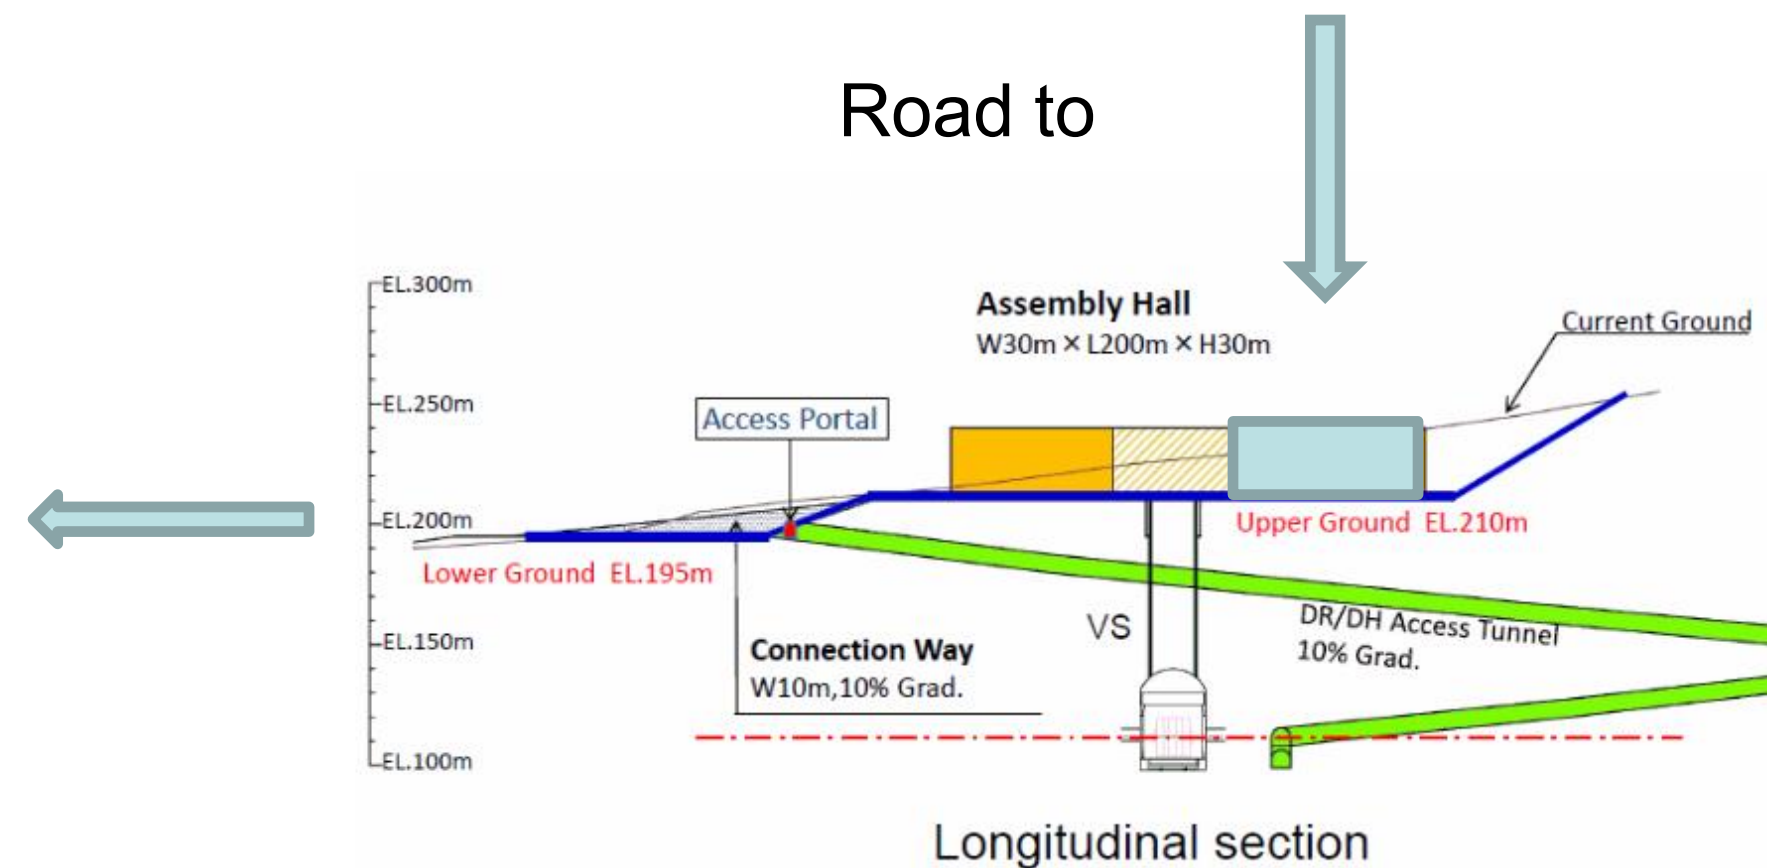 Road to
EL.300m
Assembly Hall
W30m × L200m × H30m
Current Ground
EL.250m
Access Portal
EL.200m
Upper Ground EL.210m
Lower Ground EL.195m
VS
DR/DH Access Tunnel
10% Grad.
EL.150m
Connection Way
W10m,10% Grad.
EL.100m
Longitudinal section